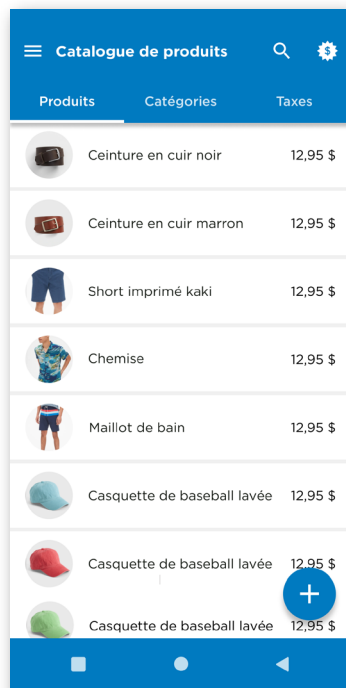 Catalogue de produits
Produits Catégories Taxes
Ceinture en cuir noir 12,95 $
Ceinture en cuir marron 12,95 $
Short imprimé kaki 12,95 $
Chemise 12,95 $
Maillot de bain 12,95 $
Casquette de baseball lavée 12,95 $
Casquette de baseball lavée 12,95 $
Casquette de baseball lavée 12,95 $